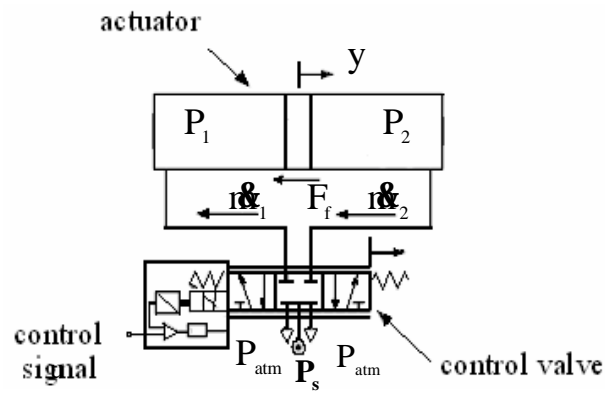 actuator
y
P1 P2
Ff
control signal
Patm Ps Patm
control valve